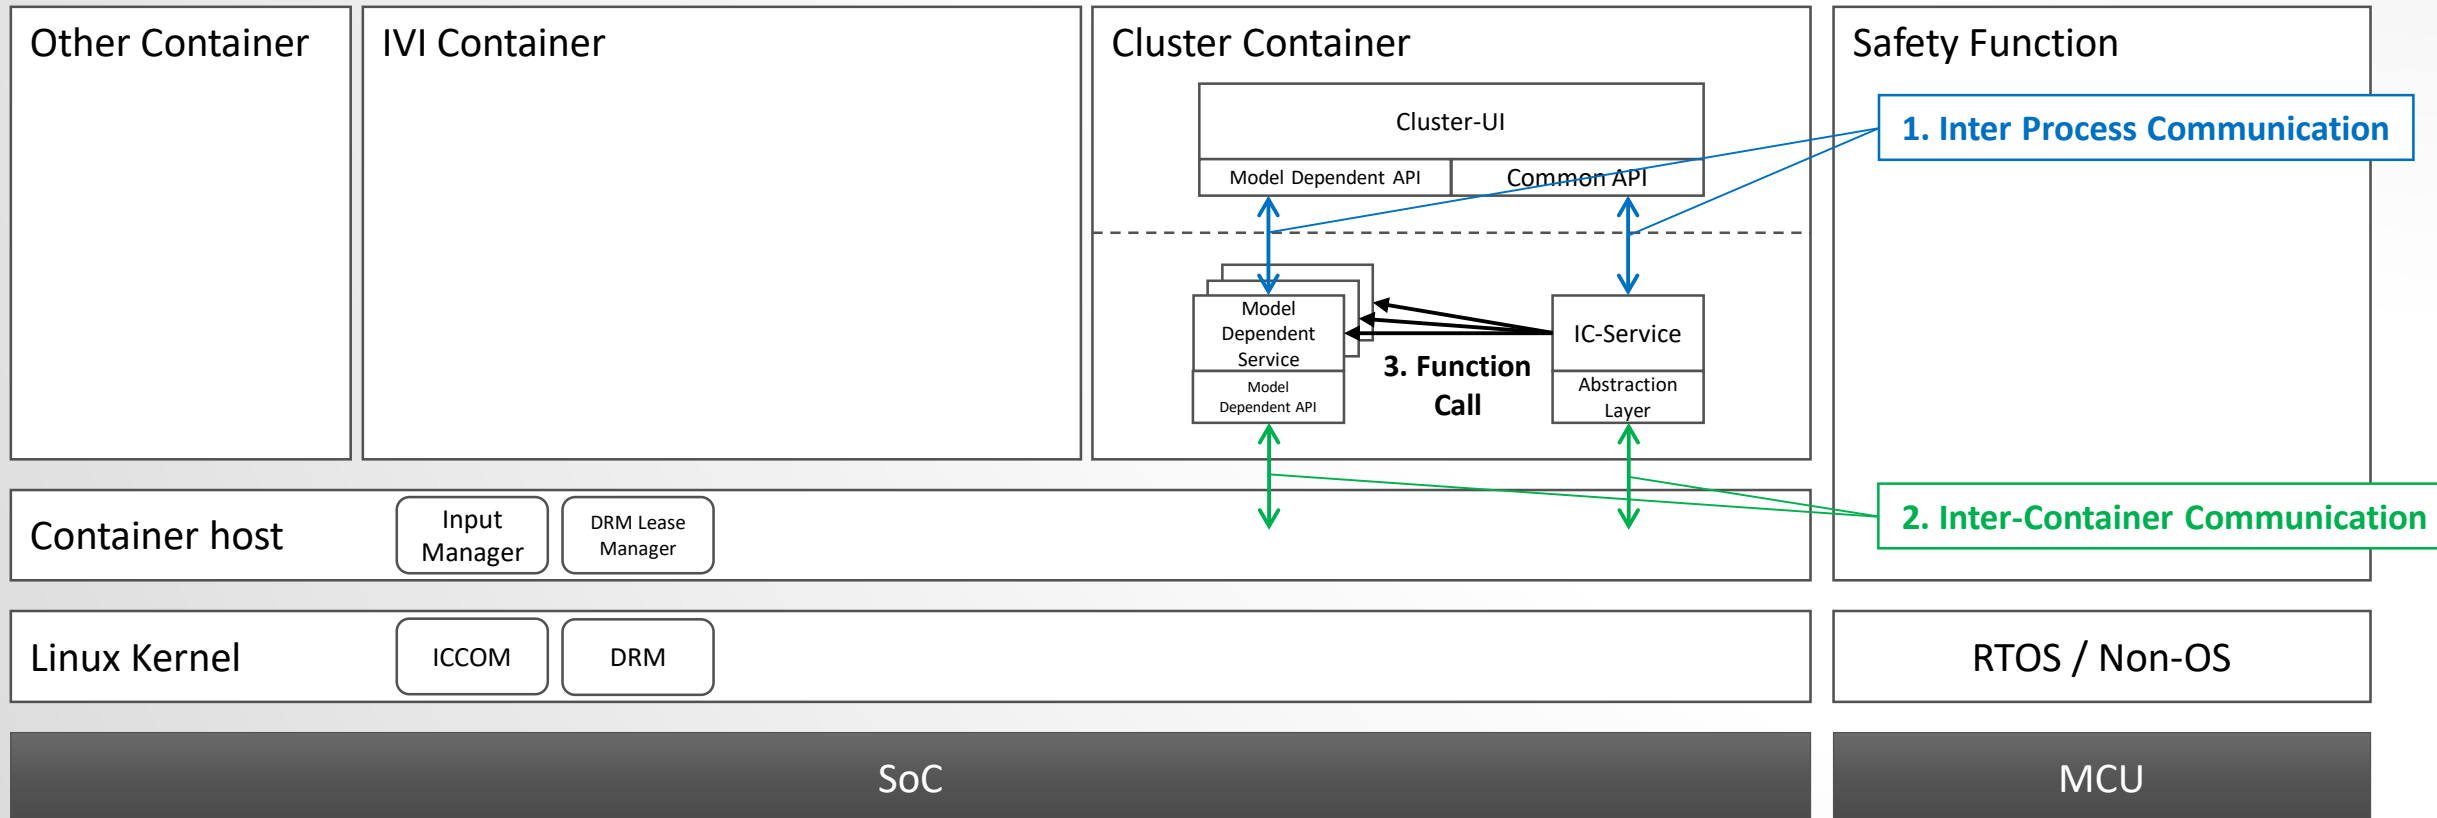 Other Container
IVI Container
Cluster Container
Safety Function
Cluster-UI
Model Dependent API
Common API
1. Inter Process Communication
Model
Dependent
Service
Model
Dependent API
3. Function
Call
IC-Service
Abstraction
Layer
Container host
Input
Manager
DRM Lease
Manager
2. Inter-Container Communication
Linux Kernel
ICCOM
DRM
RTOS / Non-OS
SoC
MCU